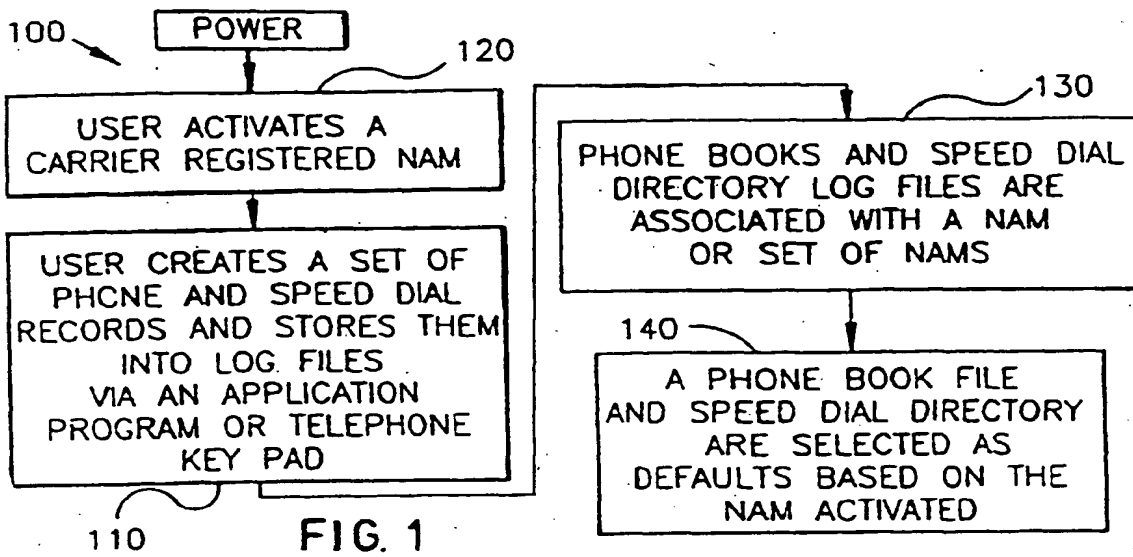 100
POWER
120
USER ACTIVATES A
CARRIER REGISTERED NAM
USER CREATES A SET OF
PHONE AND SPEED DIAL
RECORDS AND STORES THEM
INTO LOG FILES
VIA AN APPLICATION
PROGRAM OR TELEPHONE
KEY PAD
110
130
PHONE BOOKS AND SPEED DIAL
DIRECTORY LOG FILES ARE
ASSOCIATED WITH A NAM
OR SET OF NAMS
140
A PHONE BOOK FILE
AND SPEED DIAL DIRECTORY
ARE SELECTED AS
DEFAULTS BASED ON THE
NAM ACTIVATED
FIG. 1